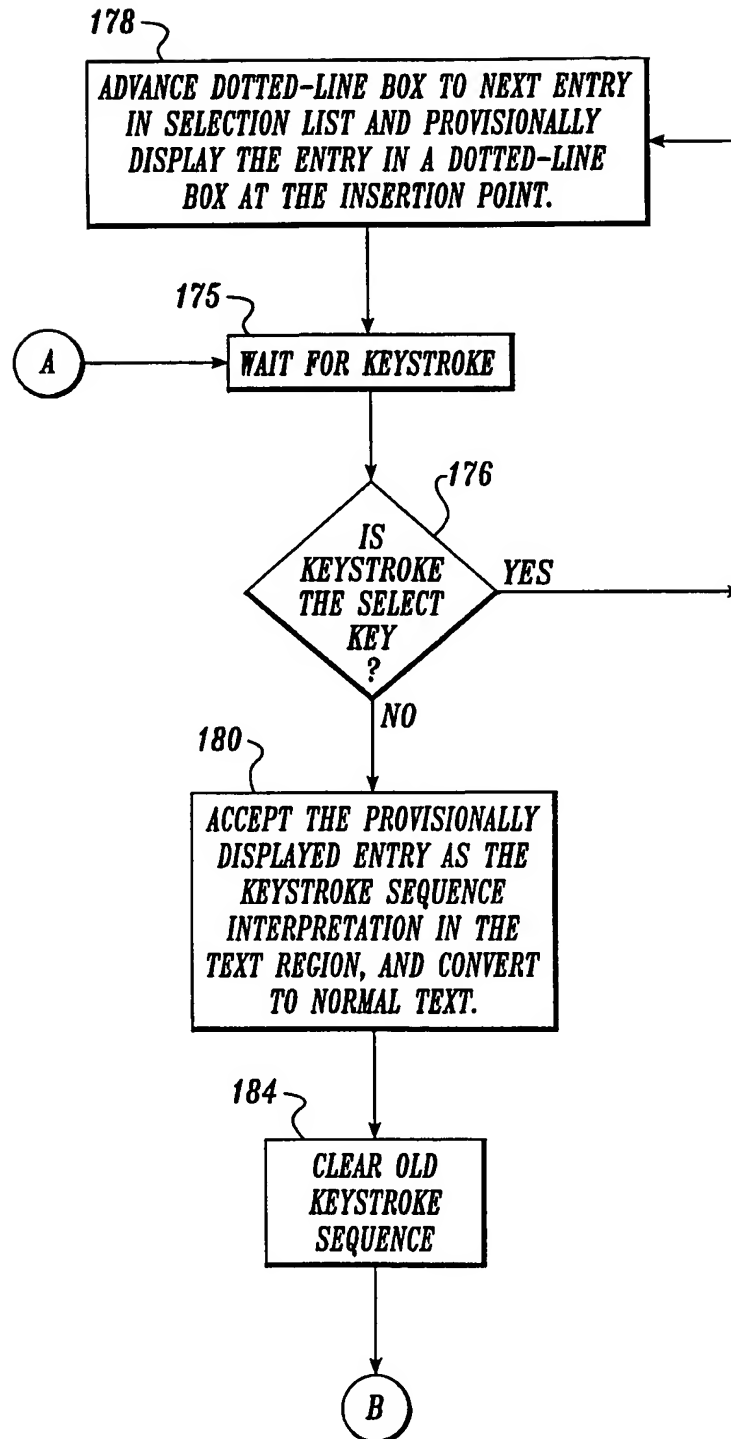 178
ADVANCE DOTTED-LINE BOX TO NEXT ENTRY
IN SELECTION LIST AND PROVISIONALLY
DISPLAY THE ENTRY IN A DOTTED-LINE
BOX AT THE INSERTION POINT.
175
A
WAIT FOR KEYSTROKE
176
IS
KEYSTROKE
THE SELECT
KEY
?
YES
NO
180
ACCEPT THE PROVISIONALLY
DISPLAYED ENTRY AS THE
KEYSTROKE SEQUENCE
INTERPRETATION IN THE
TEXT REGION, AND CONVERT
TO NORMAL TEXT.
184
CLEAR OLD
KEYSTROKE
SEQUENCE
B